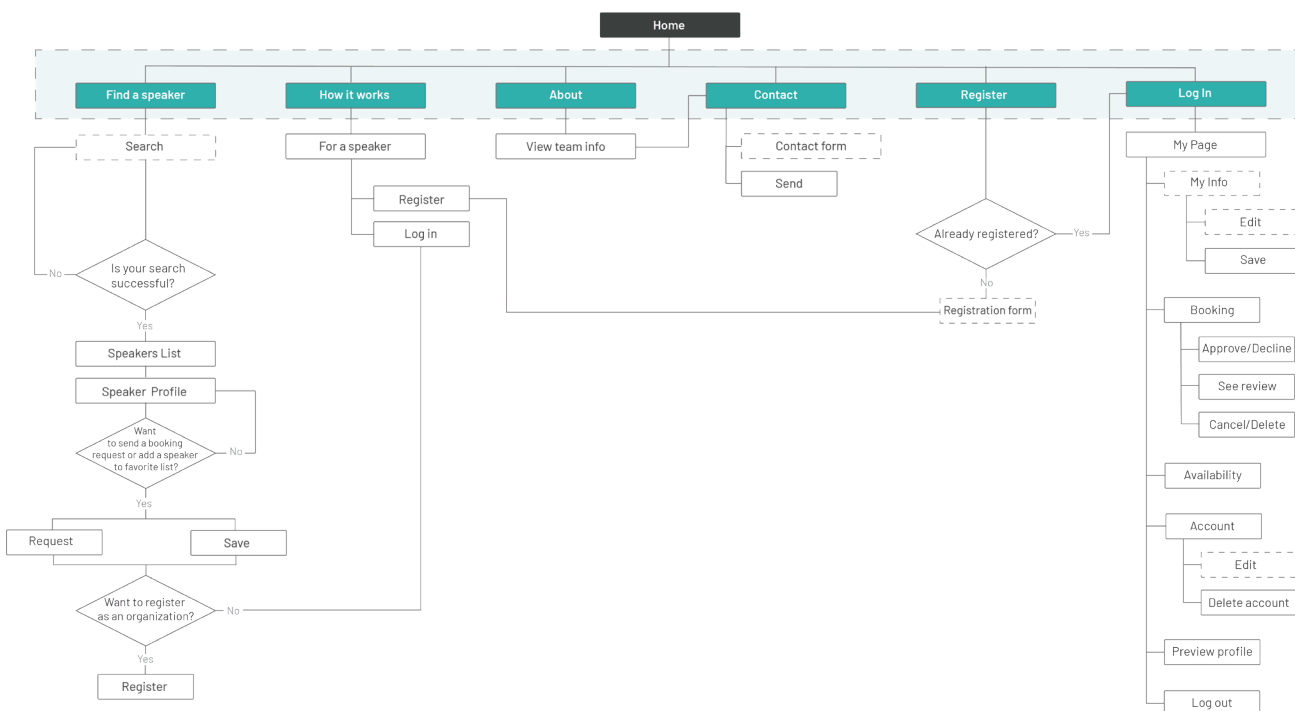 Home
Find a speaker
How it works
About
Contact
Register
Log In
Search
For a speaker
View team info
Contact form
My Page
Send
My Info
Register
Log in
Already registered?
Yes
Edit
Save
Is your search
successful?
No
Yes
No
Registration form
Booking
Speakers List
Approve/Decline
Speaker Profile
See review
Cancel/Delete
Want
to send a booking
request or add a speaker
to favorite list?
No
Yes
Availability
Request
Save
Account
Edit
Want to register
as an organization?
No
Delete account
Yes
Register
Preview profile
Log out